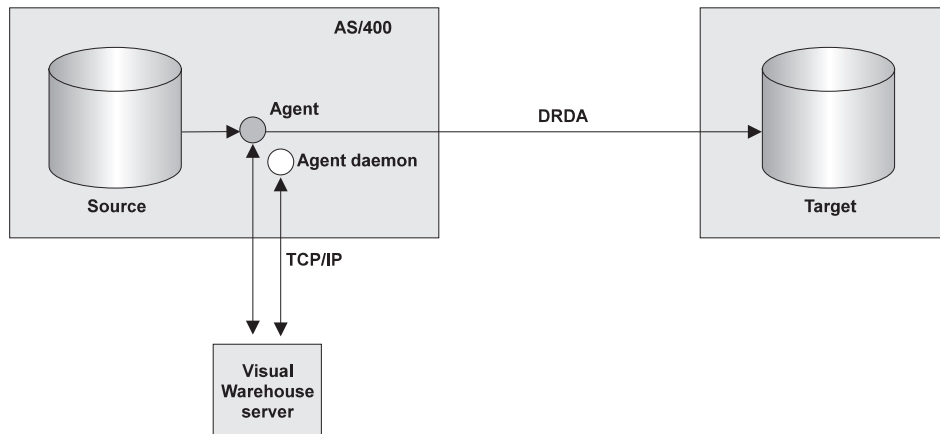 AS/400
Agent
DRDA
Agent daemon
Source
Target
TCP/IP
Visual
Warehouse
server